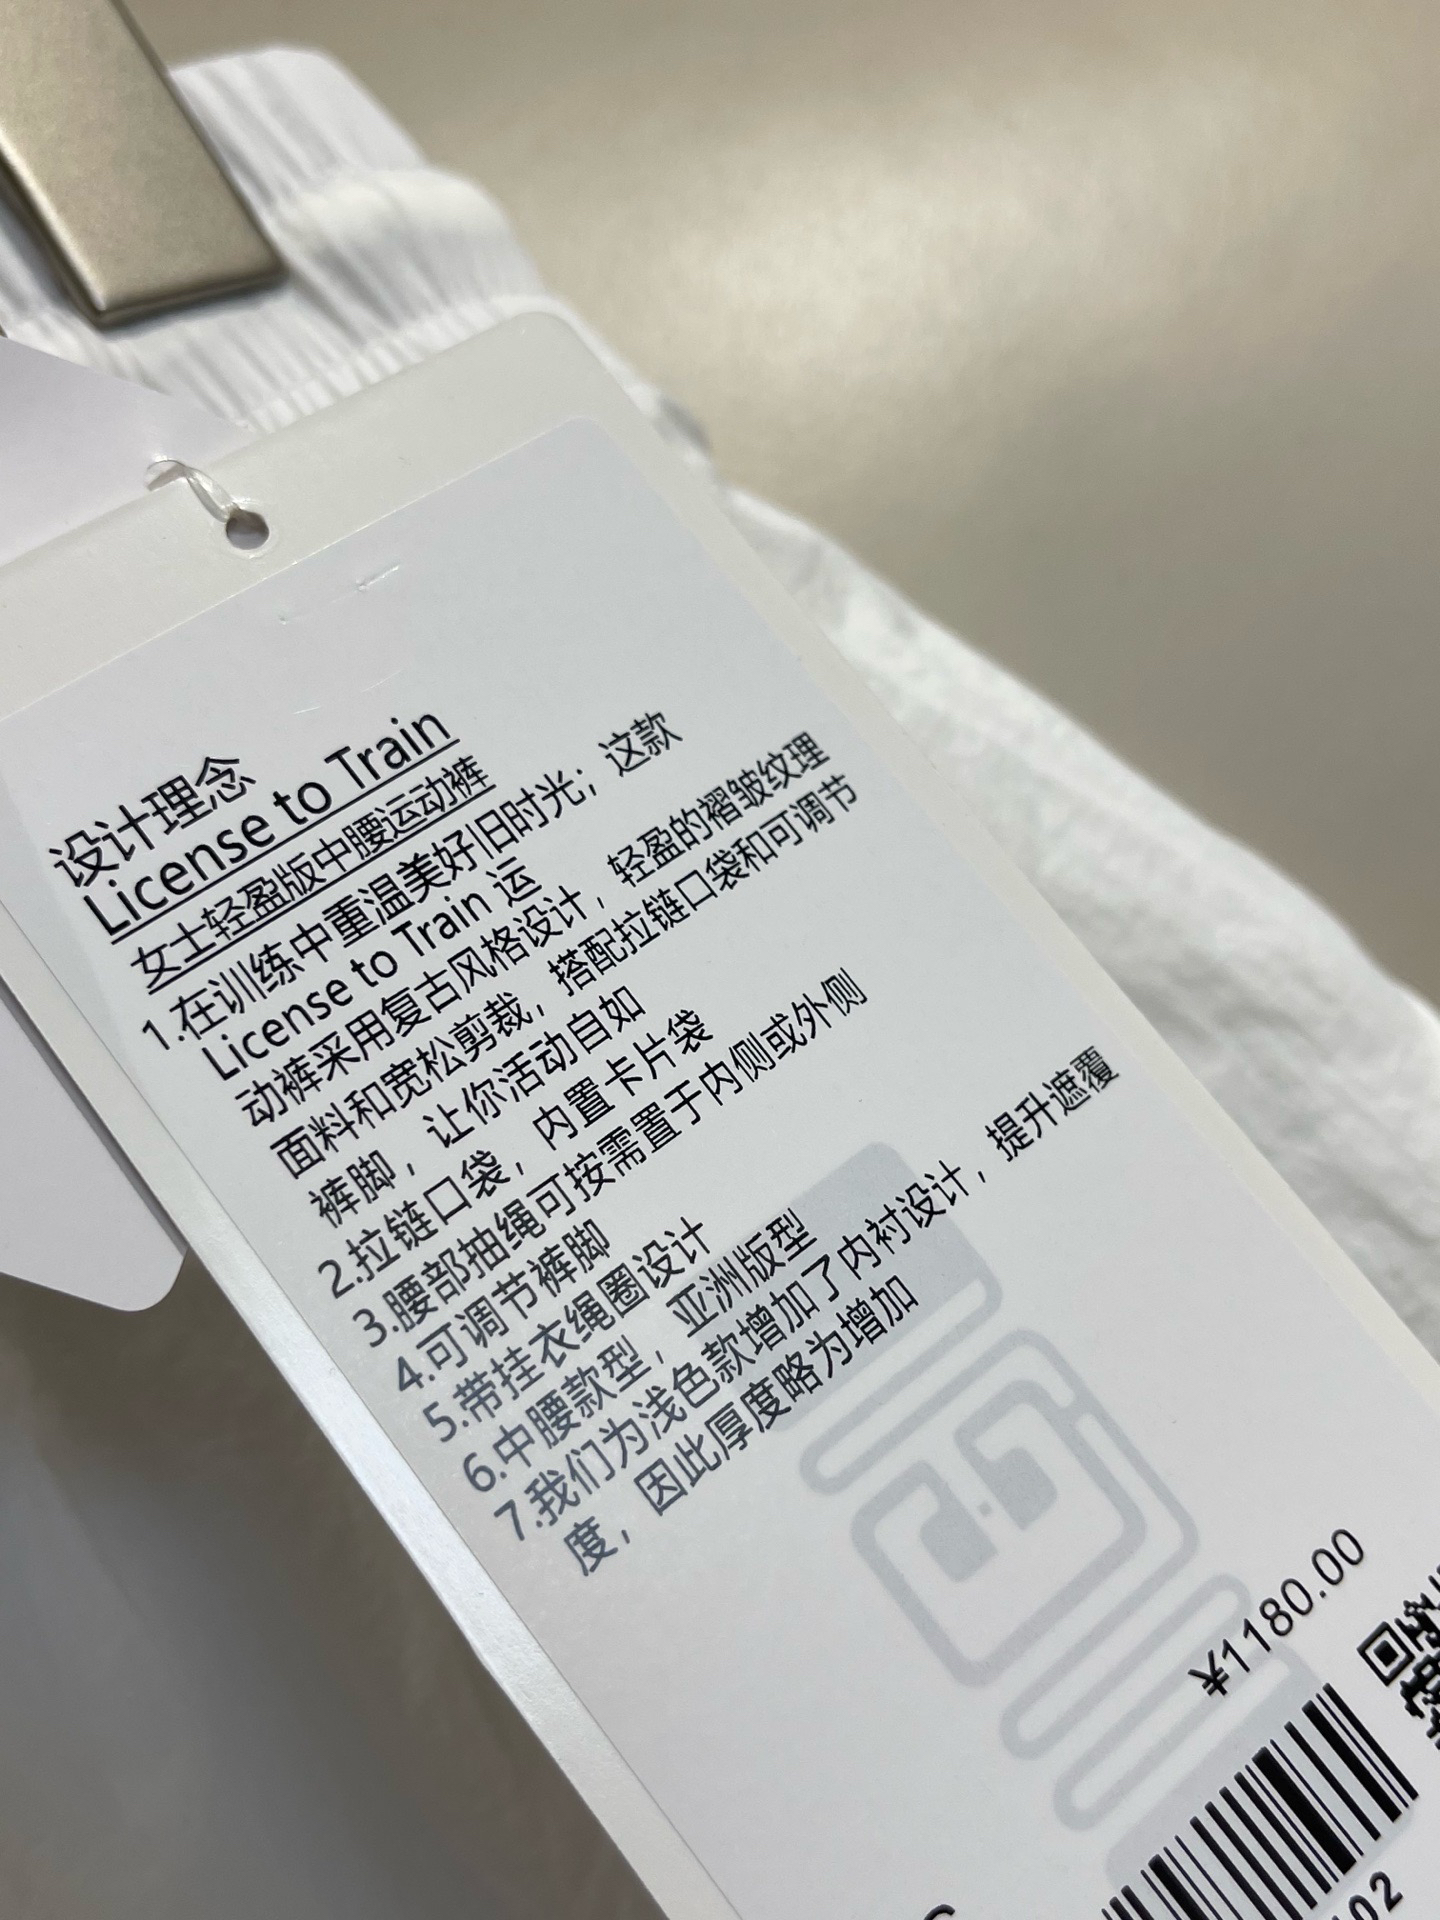 设计理念
License to Train
女士轻盈版中腰运动裤
1.在训练中重温美好旧时光；这款
License to Train 运
动裤采用复古风格设计，轻盈的褶皱纹理
面料和宽松剪裁，搭配拉链口袋和可调节
裤脚，让你活动自如
2.拉链口袋，内置卡片袋
3.腰部抽绳可按需置于内侧或外侧
4.可调节裤脚
5.带挂衣绳圈设计
6.中腰款型，亚洲版型
7.我们为浅色款增加了内衬设计，提升遮覆
度，因此厚度略为增加
¥1180.00
02